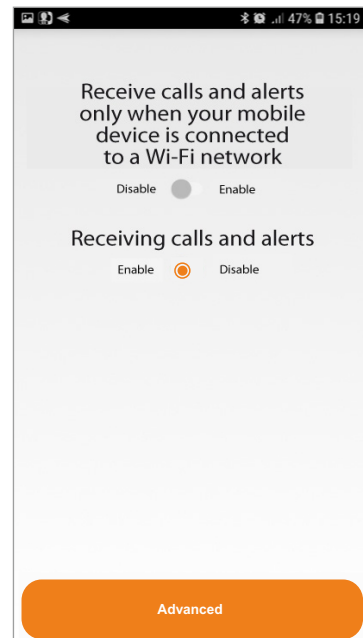 47% 15:19
Receive calls and alerts
only when your mobile
device is connected
to a Wi-Fi network
Disable Enable
Receiving calls and alerts
Enable Disable
Advanced